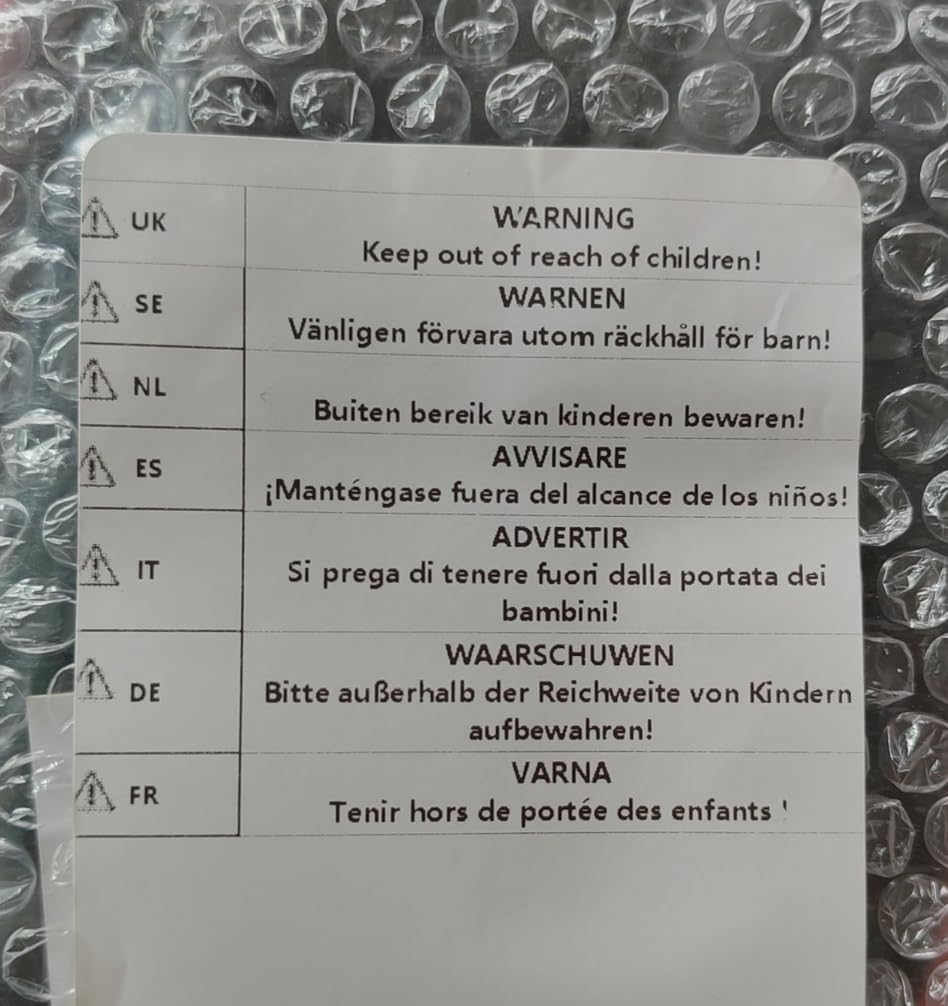 UK
WARNING
Keep out of reach of children!
SE
WARNEN
Vänligen förvara utom räckhåll för barn!
NL
Buiten bereik van kinderen bewaren!
ES
AVVISARE
¡Manténgase fuera del alcance de los niños!
IT
ADVERTIR
Si prega di tenere fuori dalla portata dei
bambini!
DE
WAARSCHUWEN
Bitte außerhalb der Reichweite von Kindern
aufbewahren!
FR
VARNA
Tenir hors de portée des enfants !